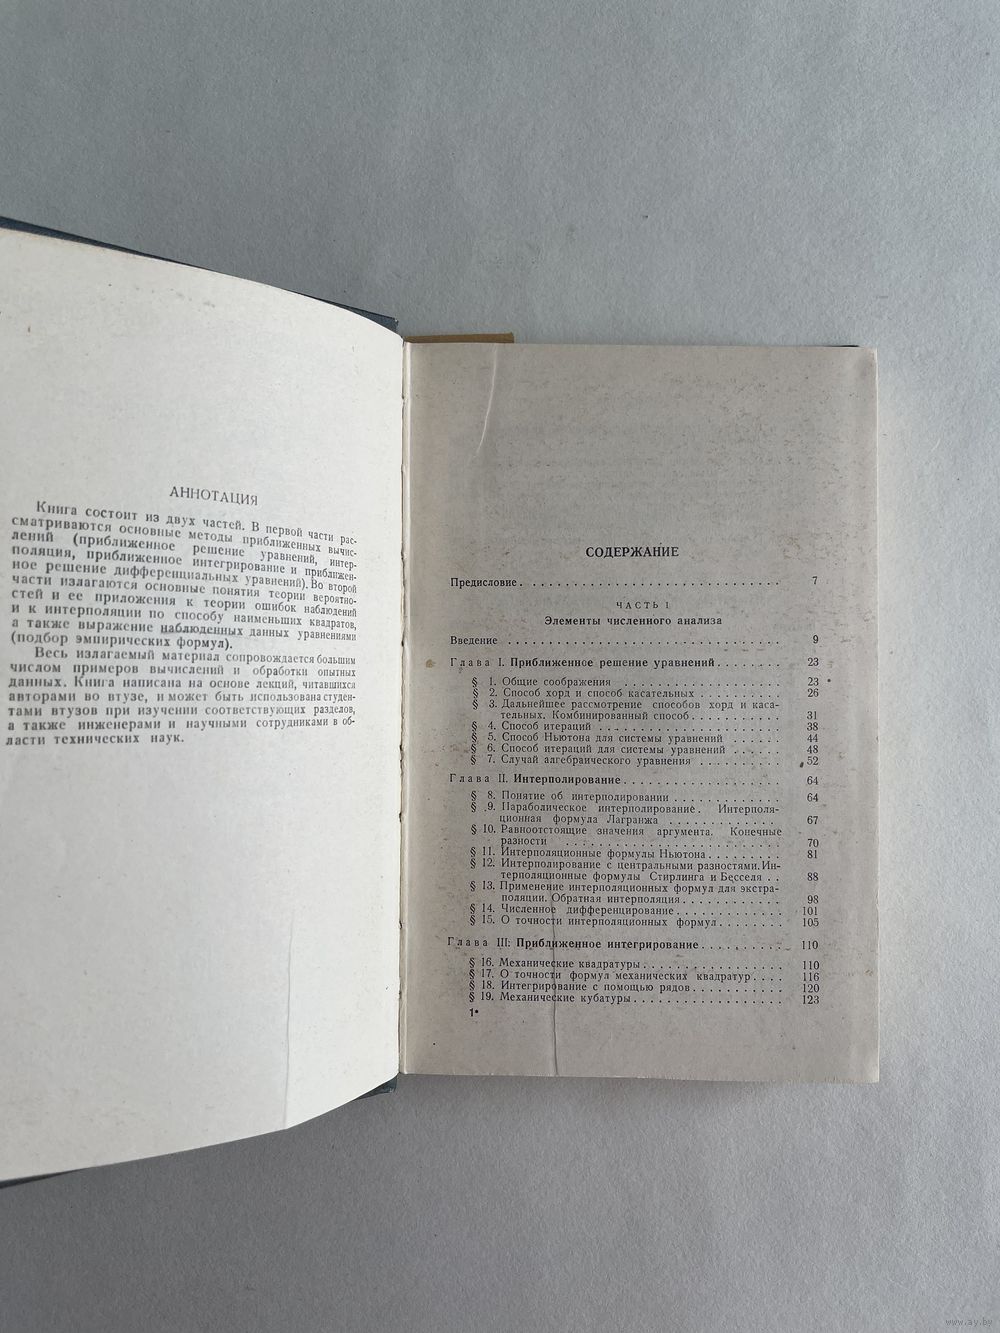 АННОТАЦИЯ
Книга состоит из двух частей. В первой части рас-
сматриваются основные методы приближенных вычис-
лений (приближенное решение уравнений, интер-
поляция, приближенное интегрирование и приближен-
ное решение дифференциальных уравнений). Во второй
части излагаются основные понятия теории вероятно-
стей и ее приложения к теории ошибок наблюдений
и к интерполяции по способу наименьших квадратов,
а также выражение наблюденных данных уравнениями
(подбор эмпирических формул).
Весь излагаемый материал сопровождается большим
числом примеров вычислений и обработки опытных
данных. Книга написана на основе лекций, читавшихся
авторами во втузе, и может быть использована студен-
тами втузов при изучении соответствующих разделов,
а также инженерами и научными сотрудниками в об-
ласти технических наук.
СОДЕРЖАНИЕ
Предисловие . . . . . . . . . . . . . . . . . . . . . . . . . . . . 7
ЧАСТЬ I
Элементы численного анализа
Введение . . . . . . . . . . . . . . . . . . . . . . . . . . . . . 9
Глава I. Приближенное решение уравнений . . . . . . . . 23
§ 1. Общие соображения . . . . . . . . . . . . . . . . . . 23
§ 2. Способ хорд и способ касательных . . . . . . . . . . 26
§ 3. Дальнейшее рассмотрение способов хорд и каса-
тельных. Комбинированный способ . . . . . . . . . . 31
§ 4. Способ итераций . . . . . . . . . . . . . . . . . . . 38
§ 5. Способ Ньютона для системы уравнений . . . . . . 44
§ 6. Способ итераций для системы уравнений . . . . . . 48
§ 7. Случай алгебраического уравнения . . . . . . . . . . 52
Глава II. Интерполирование . . . . . . . . . . . . . . . . . 64
§ 8. Понятие об интерполировании . . . . . . . . . . . . 64
§ 9. Параболическое интерполирование. Интерполя-
ционная формула Лагранжа . . . . . . . . . . . . 67
§ 10. Равноотстоящие значения аргумента. Конечные
разности . . . . . . . . . . . . . . . . . . . . . . . 70
§ 11. Интерполяционные формулы Ньютона . . . . . . . . 81
§ 12. Интерполирование с центральными разностями. Ин-
терполяционные формулы Стирлинга и Бесселя . . 88
§ 13. Применение интерполяционных формул для экстра-
поляции. Обратная интерполяция . . . . . . . . . . . 98
§ 14. Численное дифференцирование . . . . . . . . . . . . 101
§ 15. О точности интерполяционных формул . . . . . . . . 105
Глава III. Приближенное интегрирование . . . . . . . . . 110
§ 16. Механические квадратуры . . . . . . . . . . . . . . . 110
§ 17. О точности формул механических квадратур . . . . 116
§ 18. Интегрирование с помощью рядов . . . . . . . . . . 120
§ 19. Механические кубатуры . . . . . . . . . . . . . . . . 123
1*
www.ay.by